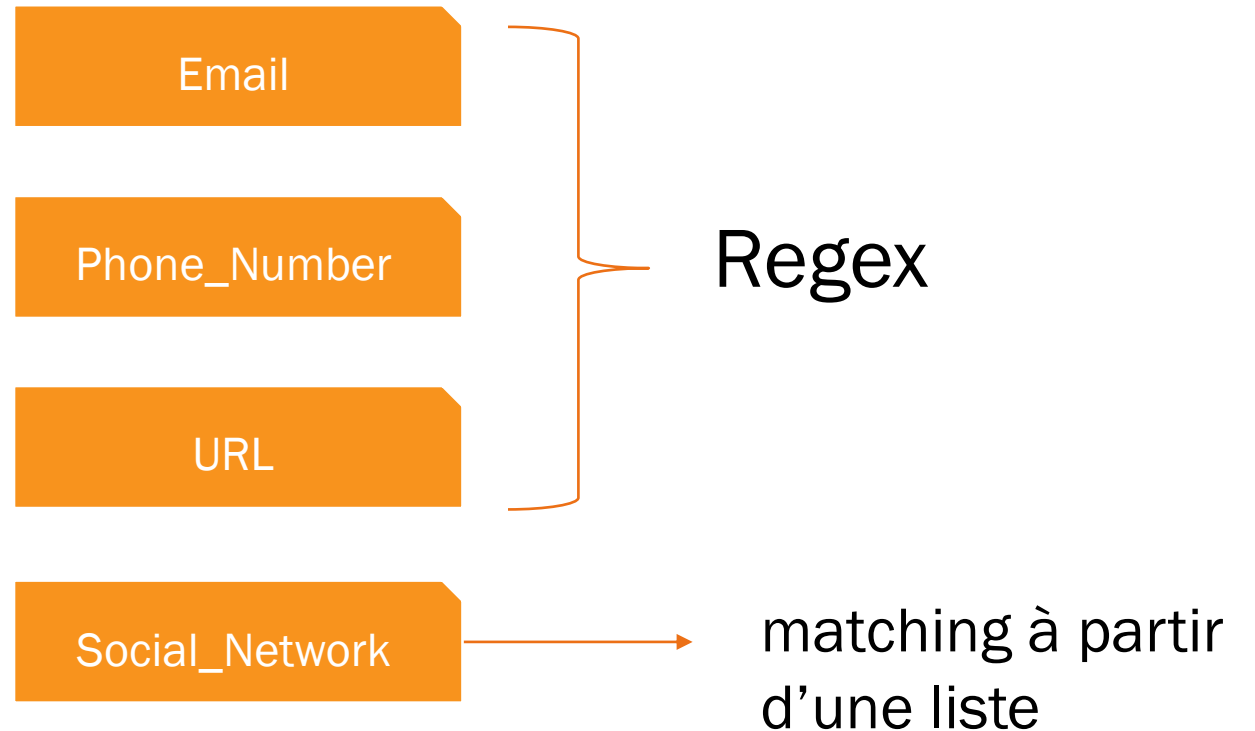 Email
Phone_Number
Regex
URL
Social_Network
matching à partir
d’une liste